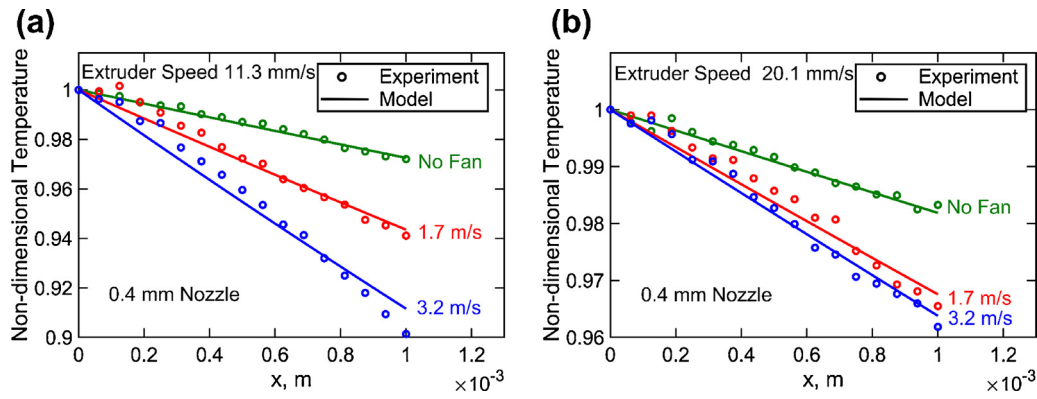 (a)
Extruder Speed 11.3 mm/s
Experiment
Model
No Fan
1.7 m/s
3.2 m/s
0.4 mm Nozzle
Non-dimensional Temperature
1
0.98
0.96
0.94
0.92
0.9
0 0.2 0.4 0.6 0.8 1 1.2
x, m
×10⁻³
(b)
Extruder Speed 20.1 mm/s
Experiment
Model
No Fan
1.7 m/s
3.2 m/s
0.4 mm Nozzle
Non-dimensional Temperature
1
0.99
0.98
0.97
0.96
0 0.2 0.4 0.6 0.8 1 1.2
x, m
×10⁻³